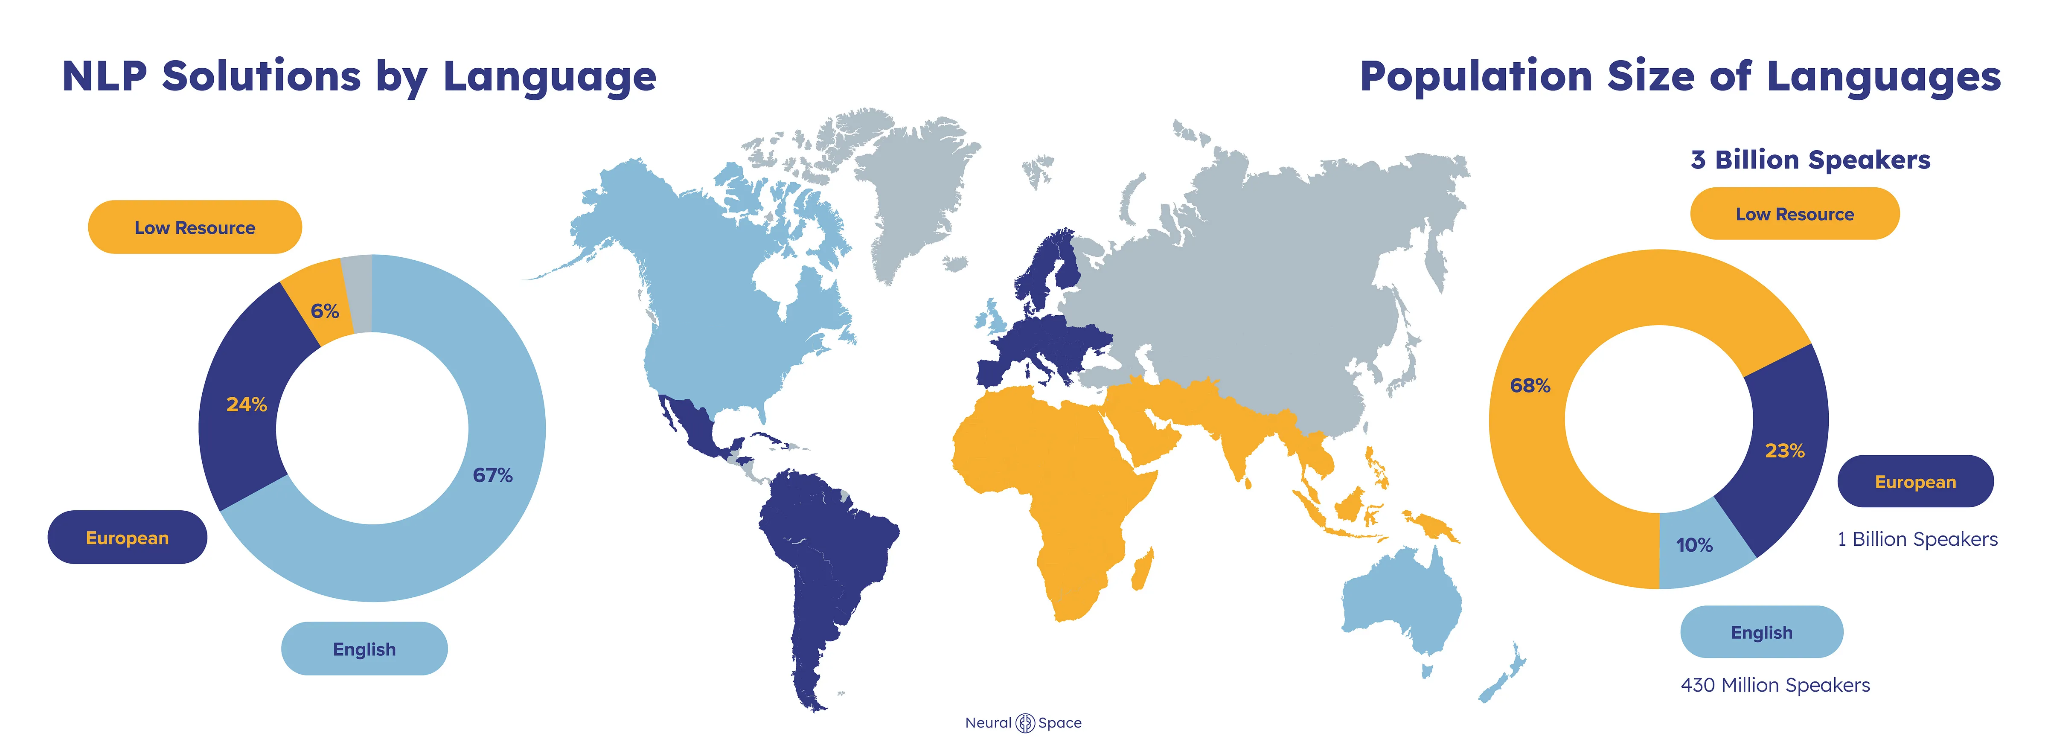 NLP Solutions by Language
Low Resource
6%
24%
67%
European
English
Population Size of Languages
3 Billion Speakers
Low Resource
68%
23%
European
1 Billion Speakers
10%
English
430 Million Speakers
Neural Space